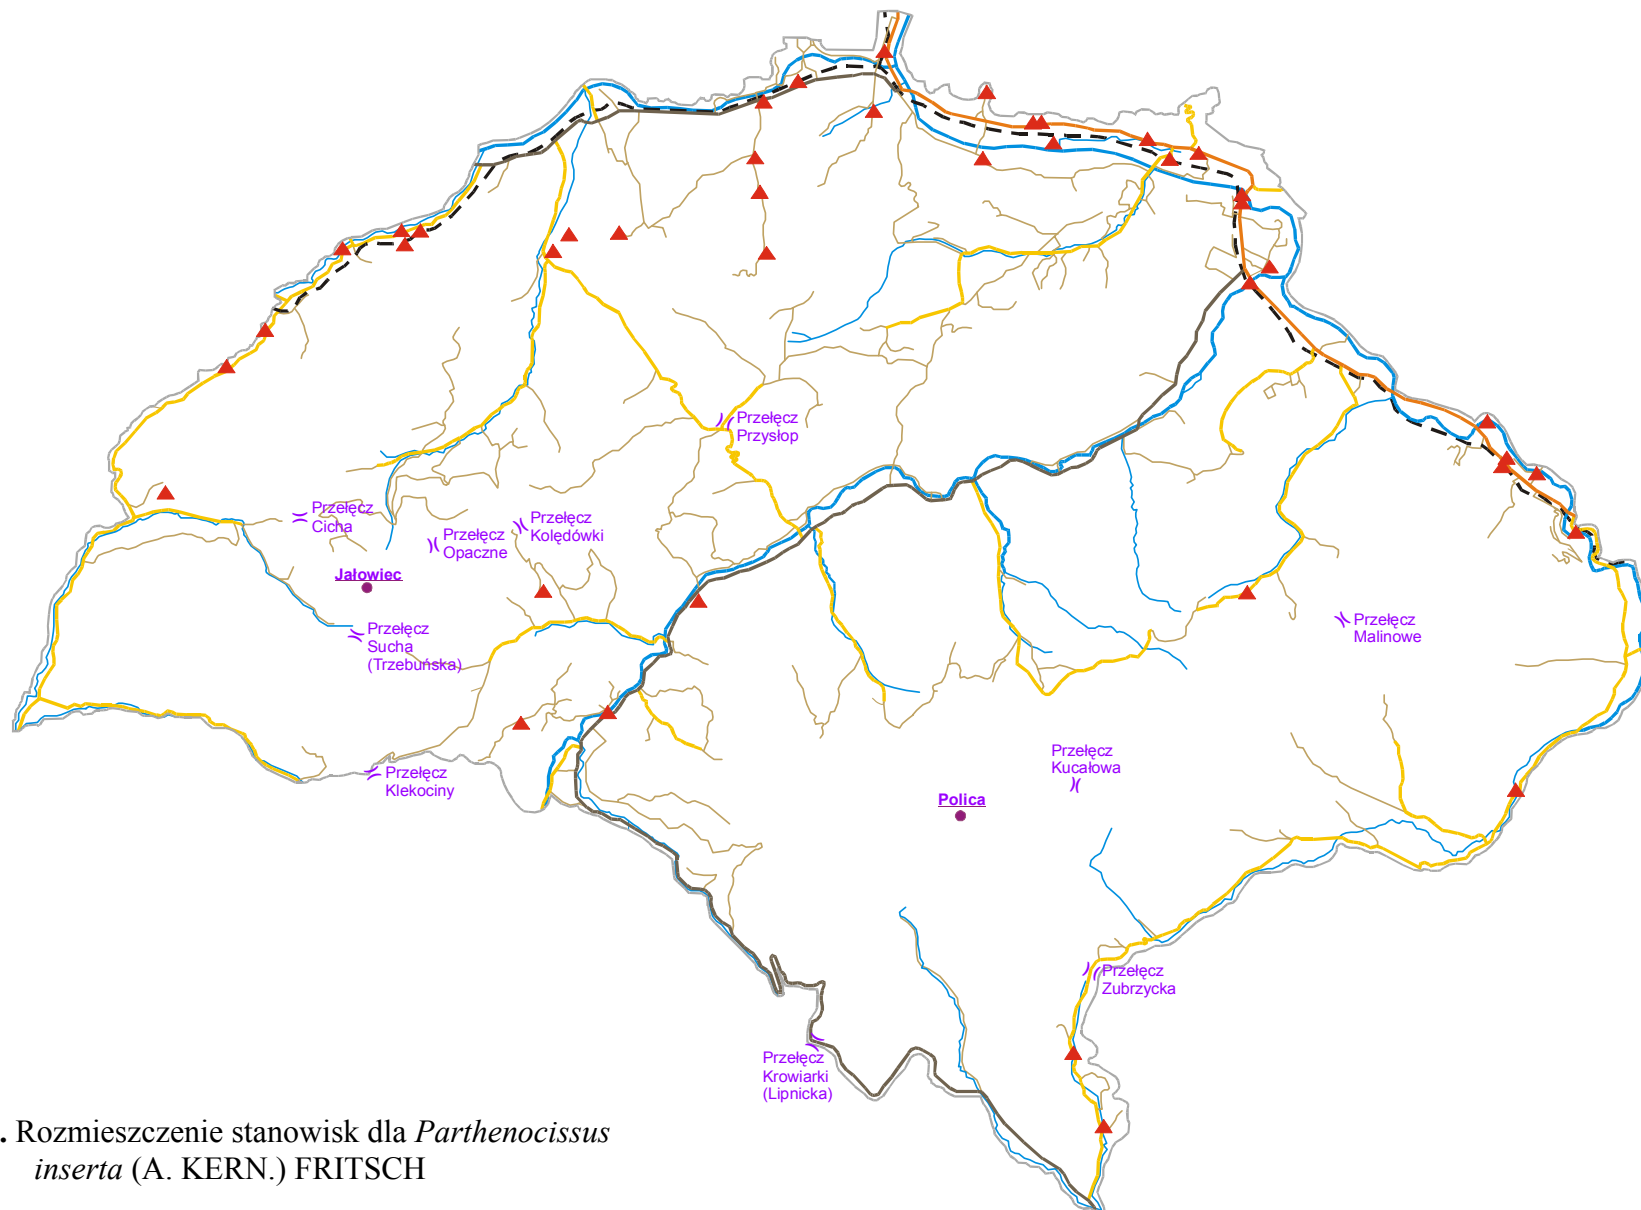 Przełęcz
Przysłop
Przełęcz
Cicha
Przełęcz
Kolędówki
Przełęcz
Opaczne
Jałowiec
Przełęcz
Sucha
(Trzebuńska)
Przełęcz
Malinowe
Przełęcz
Klekociny
Przełęcz
Kucałowa
Polica
Przełęcz
Zubrzycka
Przełęcz
Krowiarki
(Lipnicka)
. Rozmieszczenie stanowisk dla Parthenocissus
inserta (A. KERN.) FRITSCH